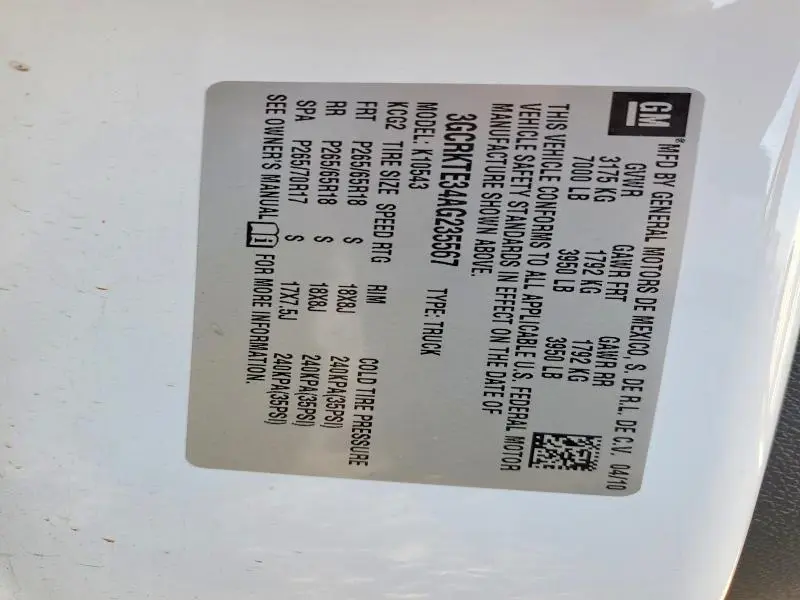 GM® MFD BY GENERAL MOTORS DE MEXICO, S. DE R.L. DE C.V. 04/10
GVWR GAWR FRT GAWR RR
3175 KG 1792 KG 1792 KG
7000 LB 3950 LB 3950 LB
THIS VEHICLE CONFORMS TO ALL APPLICABLE U.S. FEDERAL MOTOR
VEHICLE SAFETY STANDARDS IN EFFECT ON THE DATE OF
MANUFACTURE SHOWN ABOVE.
3GCRKTE34AG235567 TYPE: TRUCK
MODEL: K10543
KCG2 TIRE SIZE SPEED RTG RIM COLD TIRE PRESSURE
FRT P265/65R18 S 18X8J 240KPA(35PSI)
RR P265/65R18 S 18X8J 240KPA(35PSI)
SPA P265/70R17 S 17X7.5J 240KPA(35PSI)
SEE OWNER'S MANUAL FOR MORE INFORMATION.